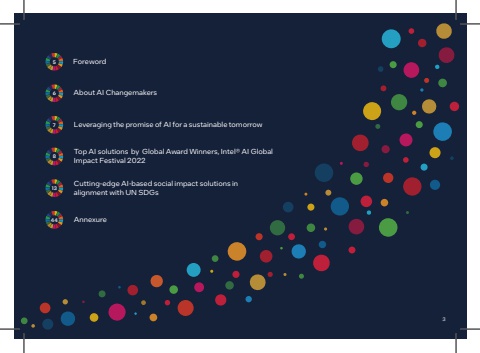 5 Foreword
6 About AI Changemakers
7 Leveraging the promise of AI for a sustainable tomorrow
8 Top AI solutions by Global Award Winners, Intel® AI Global
Impact Festival 2022
13 Cutting-edge AI-based social impact solutions in
alignment with UN SDGs
44 Annexure
3